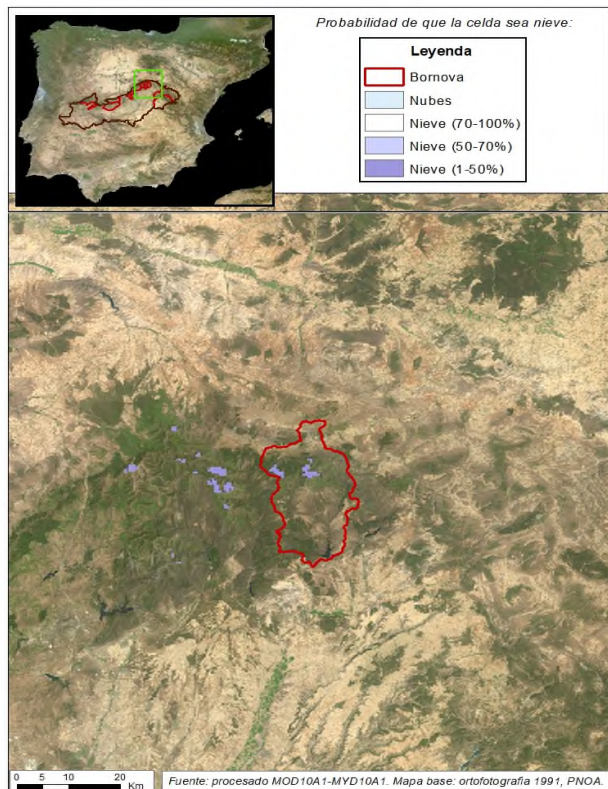 Probabilidad de que la celda sea nieve:
Leyenda
Bornova
Nubes
Nieve (70-100%)
Nieve (50-70%)
Nieve (1-50%)
0 5 10 20
Km
Fuente: procesado MOD10A1-MYD10A1. Mapa base: ortofotografia 1991, PNOA.